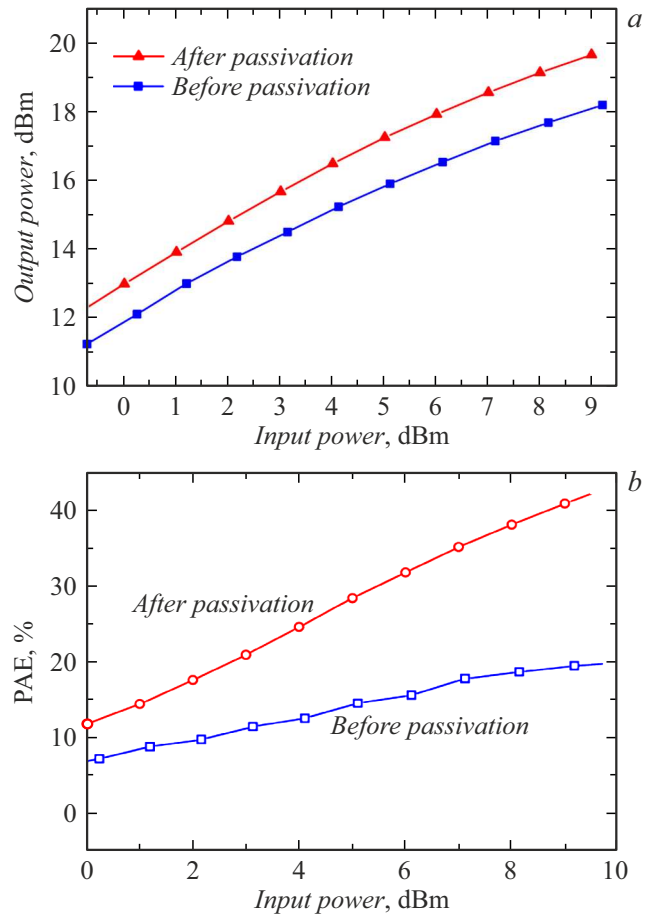 a
20
18
16
14
12
10
Output power, dBm
After passivation
Before passivation
0 1 2 3 4 5 6 7 8 9
Input power, dBm
b
40
30
20
10
0
PAE, %
After passivation
Before passivation
0 2 4 6 8 10
Input power, dBm